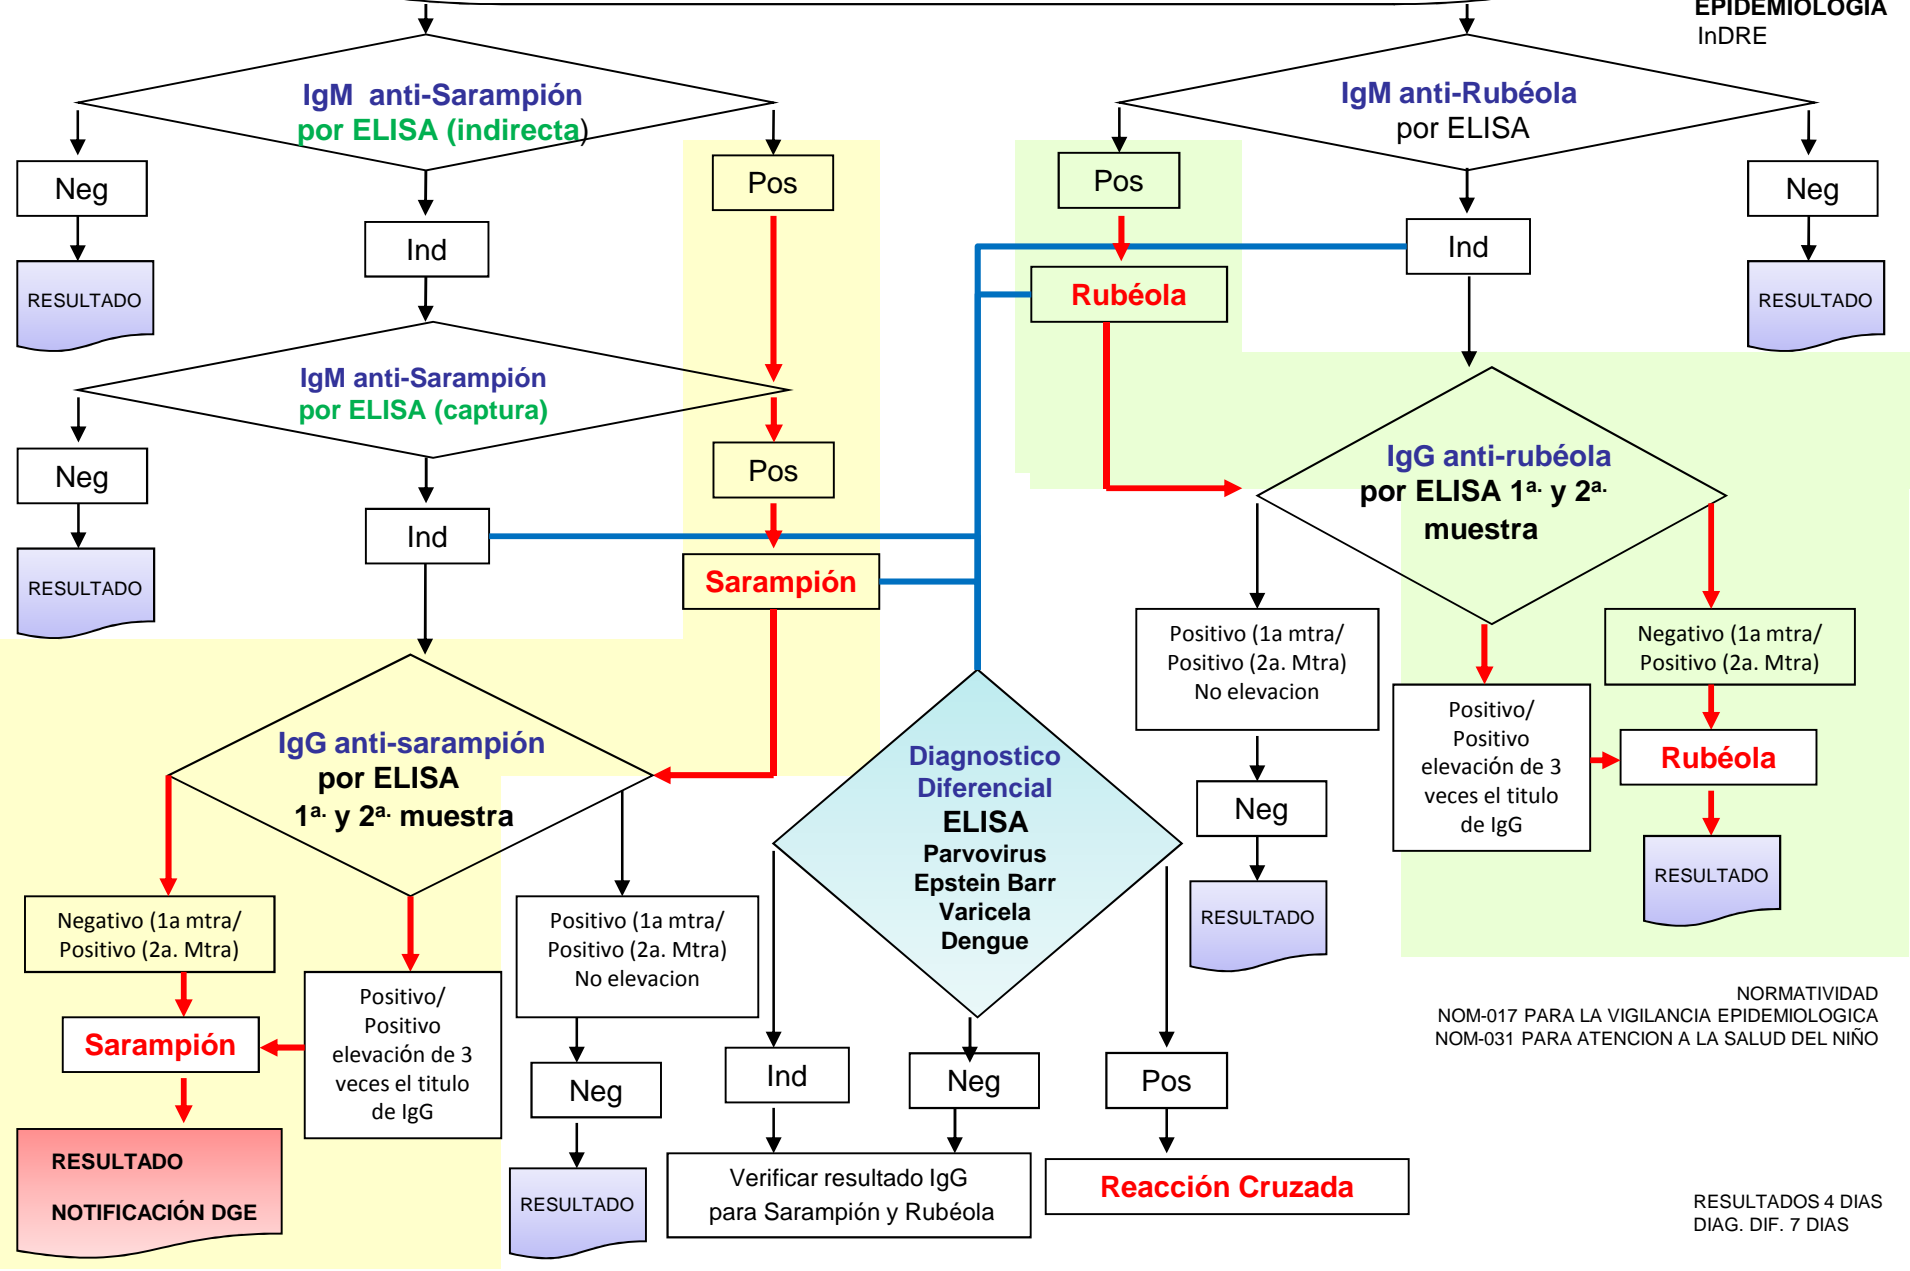 EPIDEMIOLOGIA
InDRE
IgM  anti-Sarampión
por ELISA (indirecta)
IgM anti-Rubéola
por ELISA
Neg
Pos
Pos
Neg
Ind
Ind
RESULTADO
Rubéola
RESULTADO
IgM anti-Sarampión
por ELISA (captura)
Neg
Pos
IgG anti-rubéola
por ELISA 1ª. y 2ª.
muestra
Ind
RESULTADO
Sarampión
Positivo (1a mtra/
Positivo (2a. Mtra)
No elevacion
Negativo (1a mtra/
Positivo (2a. Mtra)
Positivo/
Positivo
elevación de 3
veces el titulo
de IgG
Rubéola
IgG anti-sarampión
por ELISA
1ª. y 2ª. muestra
Diagnostico
Diferencial
ELISA
Parvovirus
Epstein Barr
Varicela
Dengue
Neg
RESULTADO
RESULTADO
Negativo (1a mtra/
Positivo (2a. Mtra)
Positivo (1a mtra/
Positivo (2a. Mtra)
No elevacion
Positivo/
Positivo
elevación de 3
veces el titulo
de IgG
Sarampión
NORMATIVIDAD
NOM-017 PARA LA VIGILANCIA EPIDEMIOLOGICA
NOM-031 PARA ATENCION A LA SALUD DEL NIÑO
Neg
Ind
Neg
Pos
RESULTADO
NOTIFICACIÓN DGE
RESULTADO
Verificar resultado IgG
para Sarampión y Rubéola
Reacción Cruzada
RESULTADOS 4 DIAS
DIAG. DIF. 7 DIAS